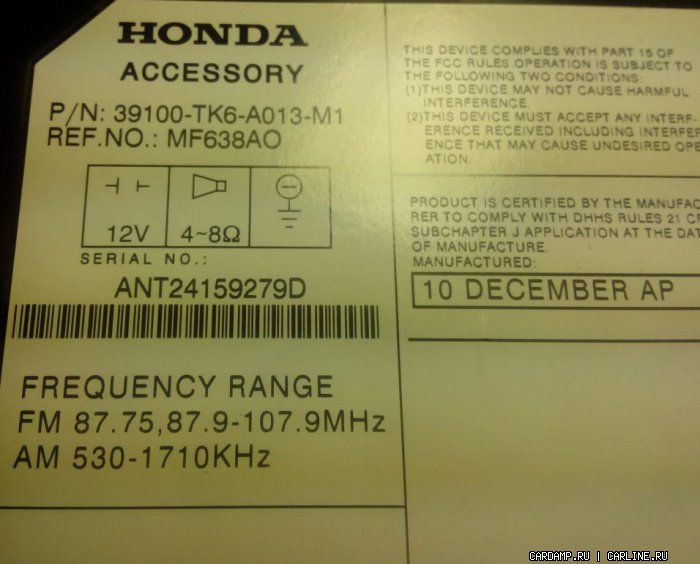 HONDA
ACCESSORY
P/N: 39100-TK6-A013-M1
REF.NO.: MF638AO
12V
4~8Ω
SERIAL NO.:
ANT24159279D
FREQUENCY RANGE
FM 87.75,87.9-107.9MHz
AM 530-1710KHz
THIS DEVICE COMPLIES WITH PART 15 OF
THE FCC RULES OPERATION IS SUBJECT TO
THE FOLLOWING TWO CONDITIONS:
(1)THIS DEVICE MAY NOT CAUSE HARMFUL
INTERFERENCE.
(2)THIS DEVICE MUST ACCEPT ANY INTERF-
ERENCE RECEIVED INCLUDING INTERFER
ENCE THAT MAY CAUSE UNDESIRED OPE
ATION.
PRODUCT IS CERTIFIED BY THE MANUFAC
RER TO COMPLY WITH DHHS RULES 21 CF
SUBCHAPTER J APPLICATION AT THE DAT
OF MANUFACTURE.
MANUFACTURED:
10 DECEMBER AP
CARDAMP.RU | CARLINE.RU